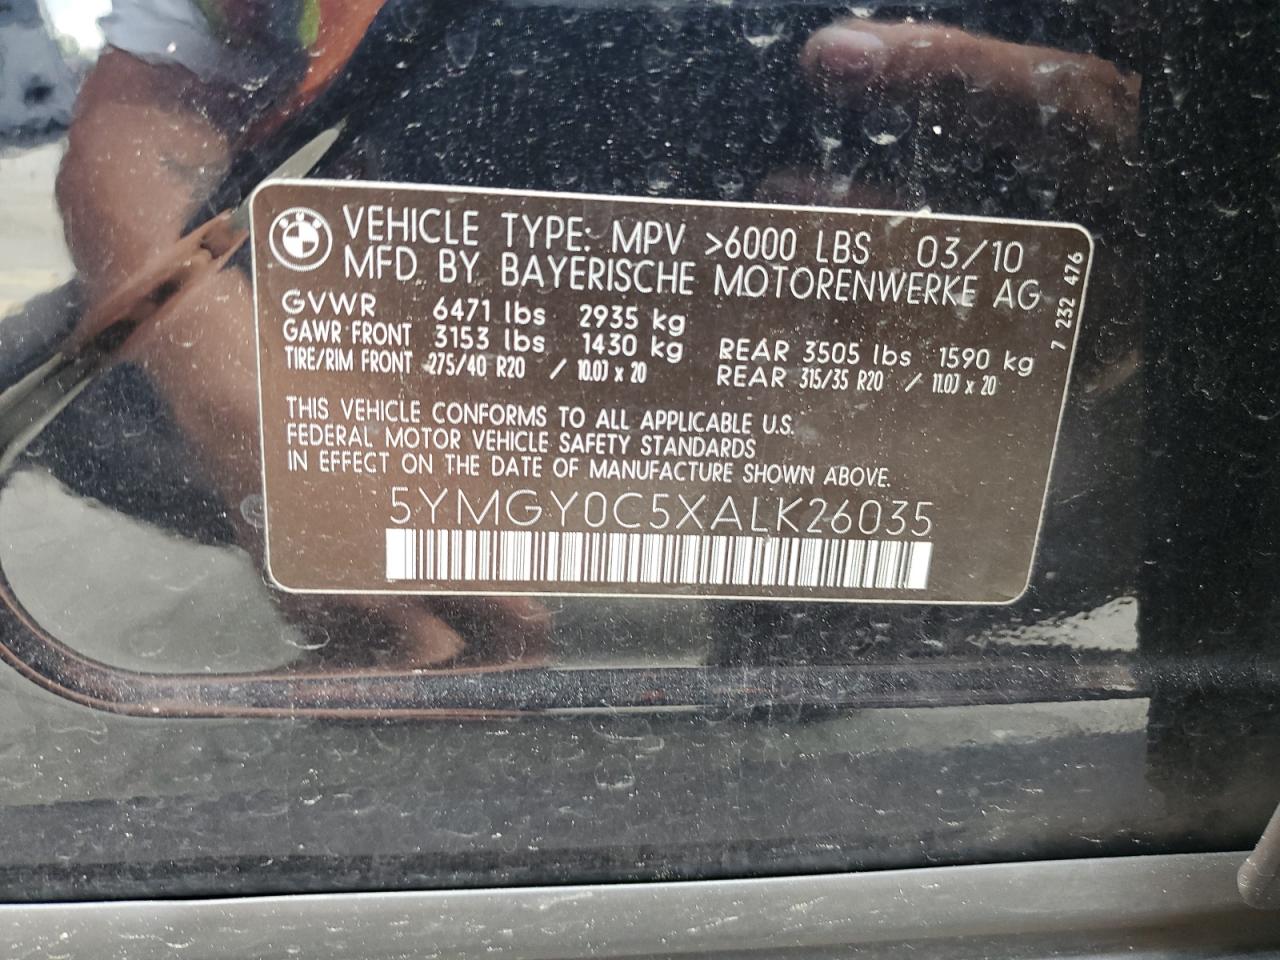 VEHICLE TYPE: MPV >6000 LBS 03/10
MFD BY BAYERISCHE MOTORENWERKE AG
GVWR 6471 lbs 2935 kg
GAWR FRONT 3153 lbs 1430 kg REAR 3505 lbs 1590 kg
TIRE/RIM FRONT 275/40 R20 / 10.0J x 20 REAR 315/35 R20 / 11.0J x 20
THIS VEHICLE CONFORMS TO ALL APPLICABLE U.S.
FEDERAL MOTOR VEHICLE SAFETY STANDARDS
IN EFFECT ON THE DATE OF MANUFACTURE SHOWN ABOVE.
5YMGY0C5XALK26035
7 232 476